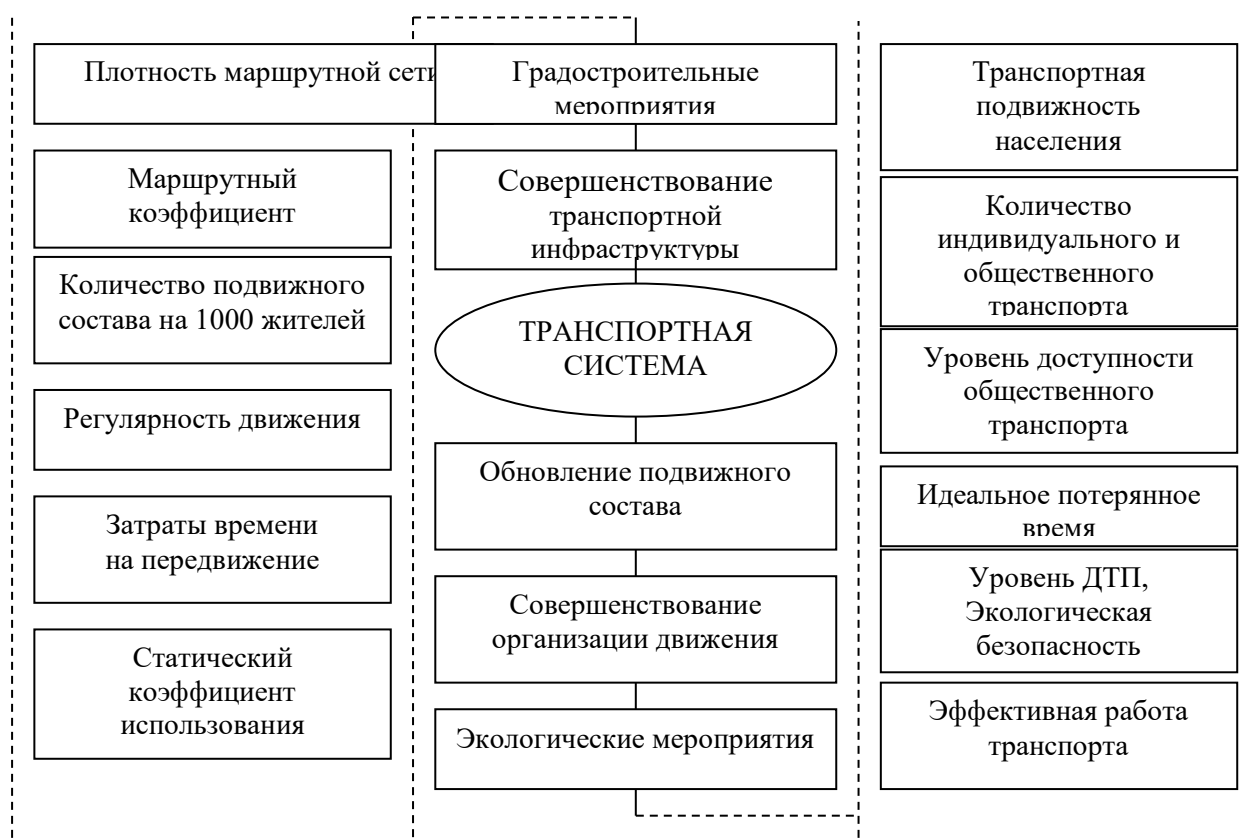 Плотность маршрутной сети
Маршрутный
коэффициент
Количество подвижного
состава на 1000 жителей
Регулярность движения
Затраты времени
на передвижение
Статический
коэффициент
использования
Градостроительные
мероприятия
Совершенствование
транспортной
инфраструктуры
ТРАНСПОРТНАЯ
СИСТЕМА
Обновление подвижного
состава
Совершенствование
организации движения
Экологические мероприятия
Транспортная
подвижность
населения
Количество
индивидуального и
общественного
транспорта
Уровень доступности
общественного
транспорта
Идеальное потерянное
время
Уровень ДТП,
Экологическая
безопасность
Эффективная работа
транспорта